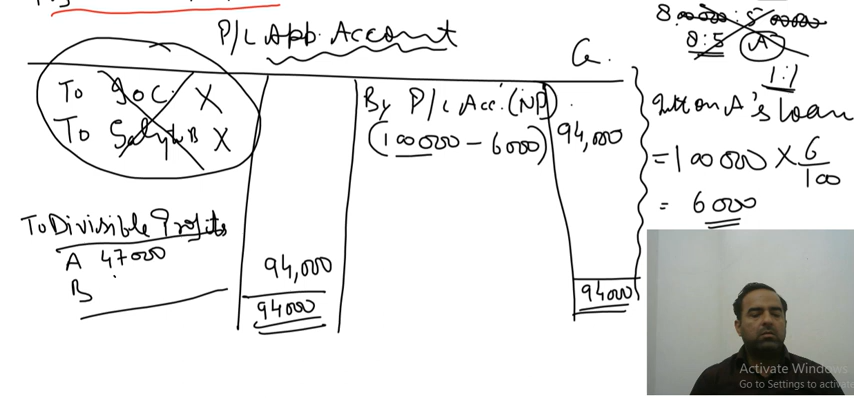 P/L App. Account
Cr.
To IOC X
To Salary to B X
By P/L Acc. (NP)
(100000 - 6000) 94,000
To Divisible Profits
A 47000
B
94,000
94000
94000
8:5
A
1:1
Int on A's loan
= 100000 X 6/100
= 6000
Activate Windows
Go to Settings to activate